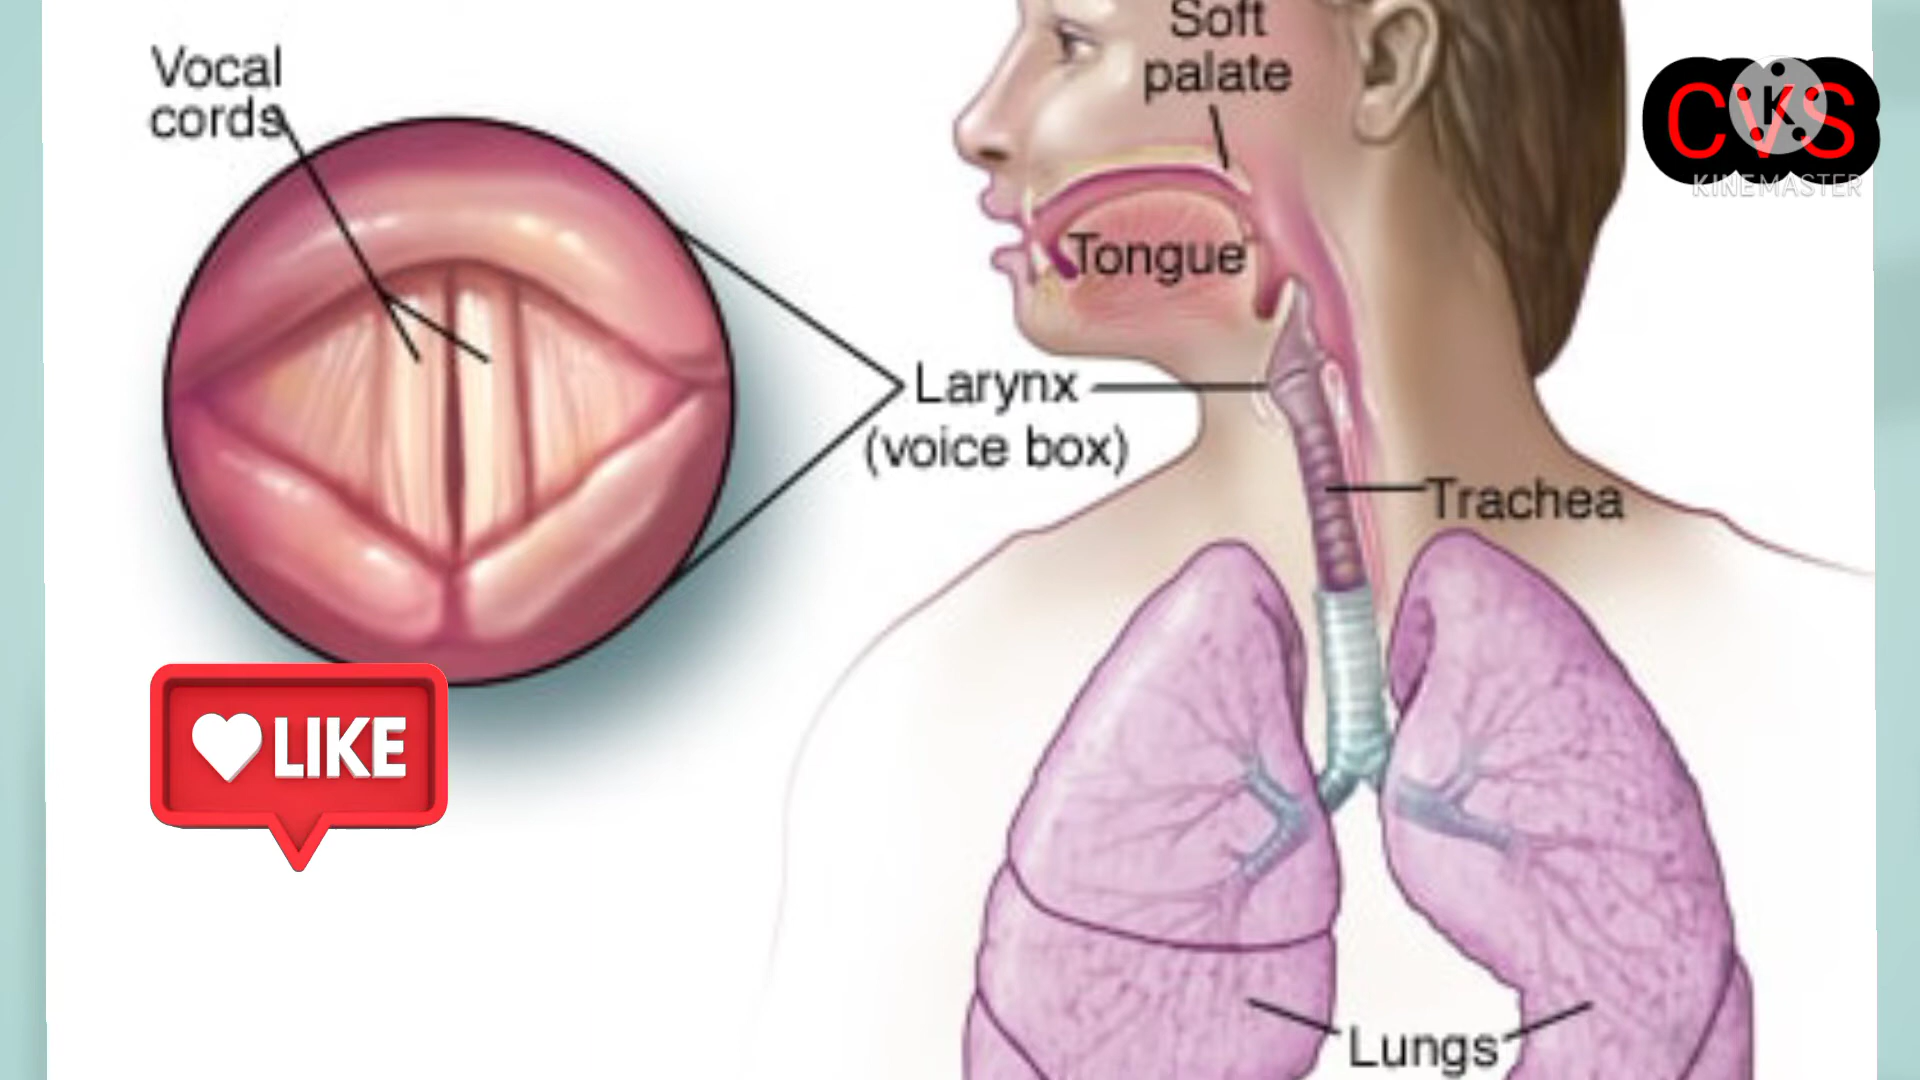 Vocal
cords
Soft
palate
CVS
K
KINEMASTER
Tongue
Larynx
(voice box)
Trachea
LIKE
Lungs